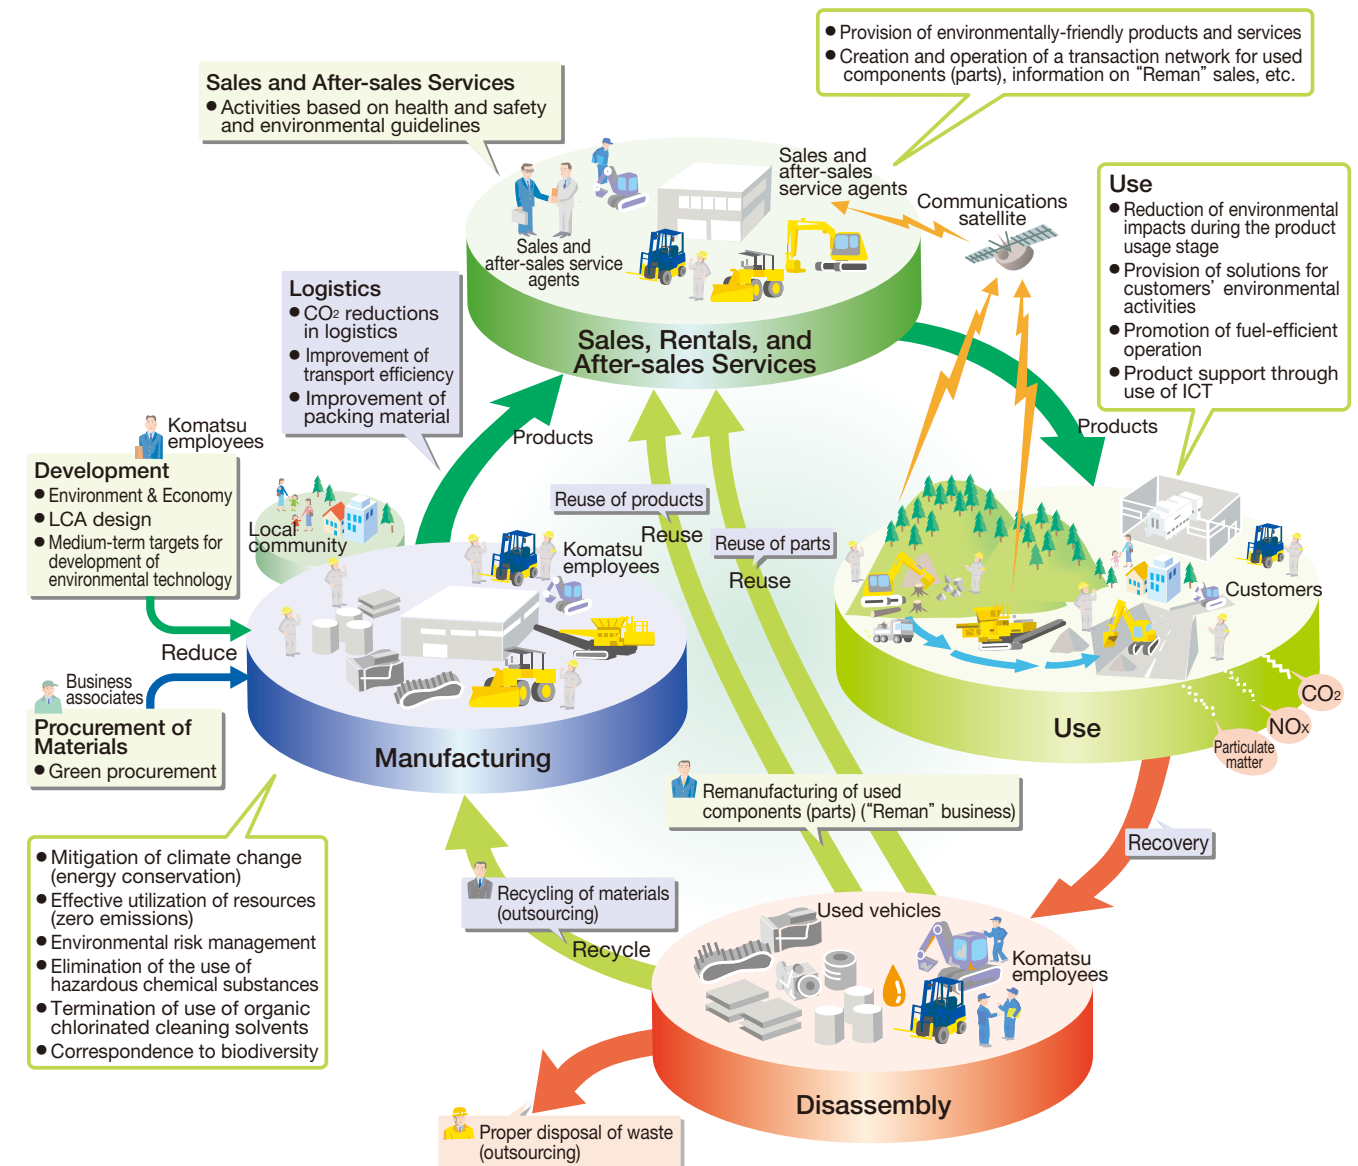 ● Provision of environmentally-friendly products and services
● Creation and operation of a transaction network for used
components (parts), information on “Reman” sales, etc.
Sales and After-sales Services
● Activities based on health and safety
and environmental guidelines
Sales and
after-sales
service agents
Sales and
after-sales service
agents
Communications
satellite
Sales, Rentals, and
After-sales Services
Use
● Reduction of environmental
impacts during the product
usage stage
● Provision of solutions for
customers’ environmental
activities
● Promotion of fuel-efficient
operation
● Product support through
use of ICT
Logistics
● CO2 reductions
in logistics
● Improvement of
transport efficiency
● Improvement of
packing material
Products
Products
Komatsu
employees
Development
● Environment & Economy
● LCA design
● Medium-term targets for
development of
environmental technology
Local
community
Reduce
Business
associates
Procurement of
Materials
● Green procurement
Komatsu
employees
Manufacturing
Reuse of products
Reuse
Reuse of parts
Reuse
Customers
Use
CO2
NOx
Particulate
matter
● Mitigation of climate change
(energy conservation)
● Effective utilization of resources
(zero emissions)
● Environmental risk management
● Elimination of the use of
hazardous chemical substances
● Termination of use of organic
chlorinated cleaning solvents
● Correspondence to biodiversity
Remanufacturing of used
components (parts) (“Reman” business)
Recovery
Recycling of materials
(outsourcing)
Recycle
Used vehicles
Komatsu
employees
Disassembly
Proper disposal of waste
(outsourcing)